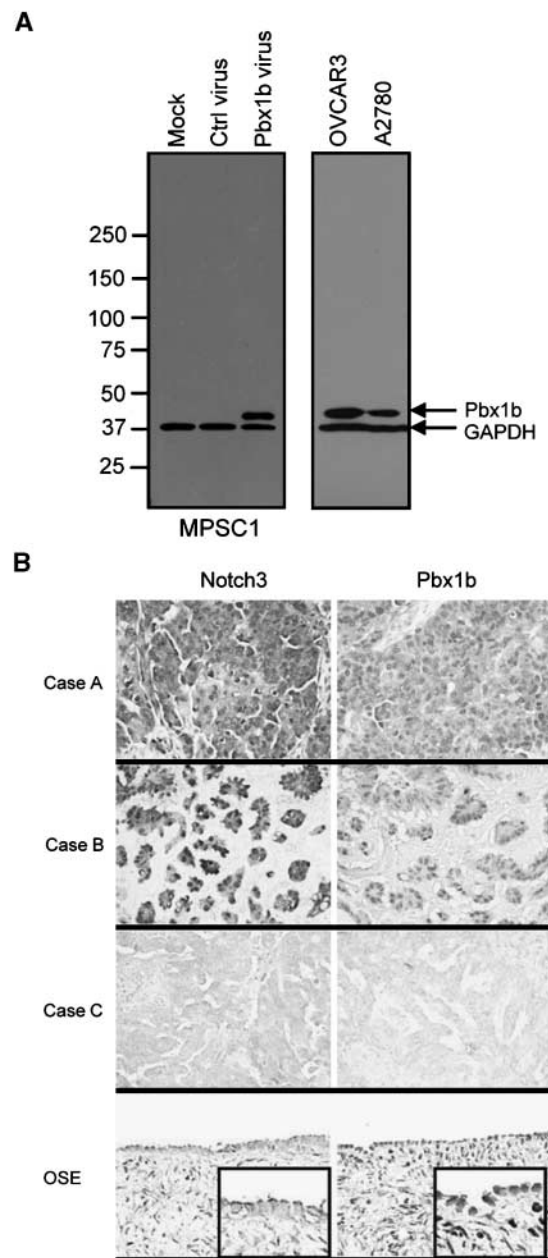 A
Mock
Ctrl virus
Pbx1b virus
OVCAR3
A2780
250
150
100
75
50
37
25
Pbx1b
GAPDH
MPSC1
B
Notch3
Pbx1b
Case A
Case B
Case C
OSE